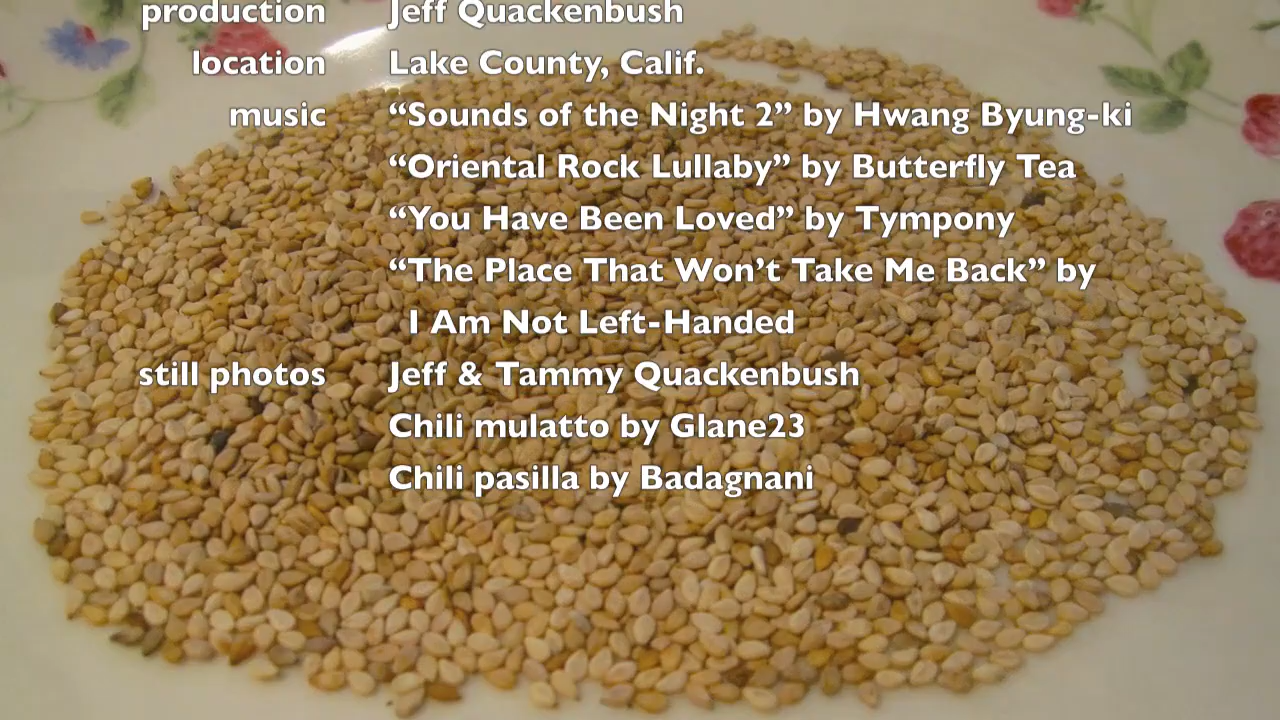 production Jeff Quackenbush
location Lake County, Calif.
music “Sounds of the Night 2” by Hwang Byung-ki
“Oriental Rock Lullaby” by Butterfly Tea
“You Have Been Loved” by Tympony
“The Place That Won’t Take Me Back” by
I Am Not Left-Handed
still photos Jeff & Tammy Quackenbush
Chili mulatto by Glane23
Chili pasilla by Badagnani